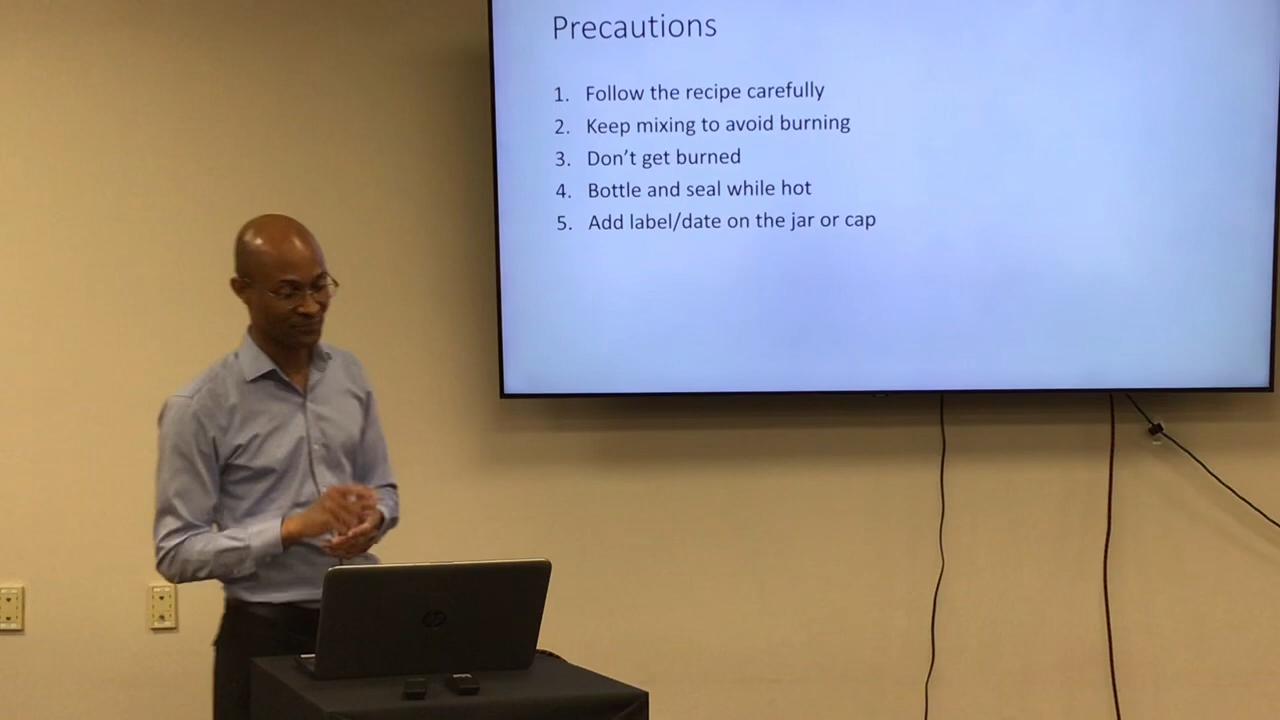 Precautions
1. Follow the recipe carefully
2. Keep mixing to avoid burning
3. Don’t get burned
4. Bottle and seal while hot
5. Add label/date on the jar or cap
hp